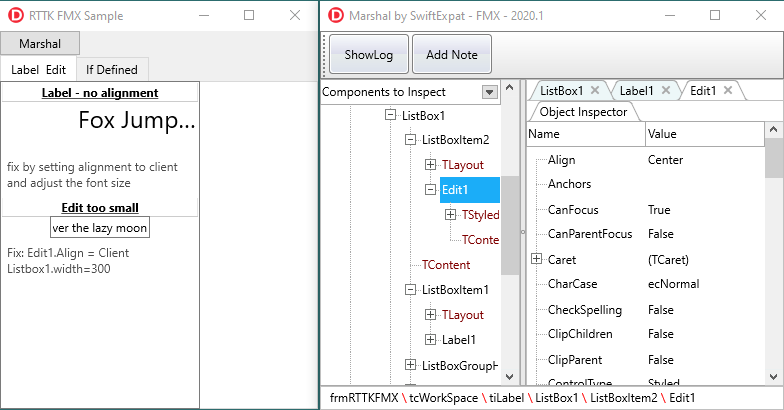 RTTK FMX Sample
Marshal
Label Edit
If Defined
Label - no alignment
Fox Jump...
fix by setting alignment to client
and adjust the font size
Edit too small
ver the lazy moon
Fix: Edit1.Align = Client
Listbox1.width=300
Marshal by SwiftExpat - FMX - 2020.1
ShowLog
Add Note
Components to Inspect
ListBox1
ListBoxItem2
TLayout
Edit1
TStyled
TConte
TContent
ListBoxItem1
TLayout
Label1
ListBoxGroupH
ListBox1
Label1
Edit1
Object Inspector
Name Value
Align Center
Anchors
CanFocus True
CanParentFocus False
Caret (TCaret)
CharCase ecNormal
CheckSpelling False
ClipChildren False
ClipParent False
ControlType Styled
frmRTTKFMX \ tcWorkSpace \ tiLabel \ ListBox1 \ ListBoxItem2 \ Edit1